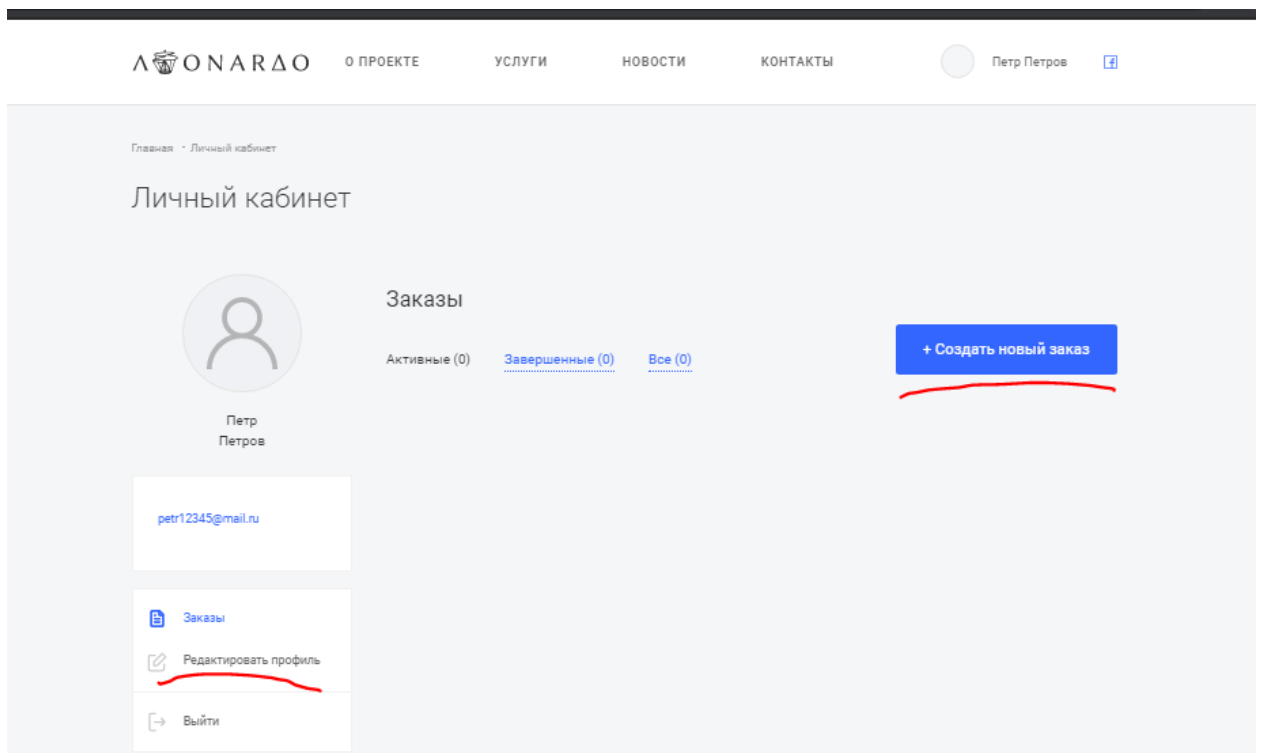 ΛEONARΔO
О ПРОЕКТЕ
УСЛУГИ
НОВОСТИ
КОНТАКТЫ
Петр Петров
Главная · Личный кабинет
Личный кабинет
Заказы
Активные (0)
Завершенные (0)
Все (0)
+ Создать новый заказ
Петр
Петров
petr12345@mail.ru
Заказы
Редактировать профиль
Выйти